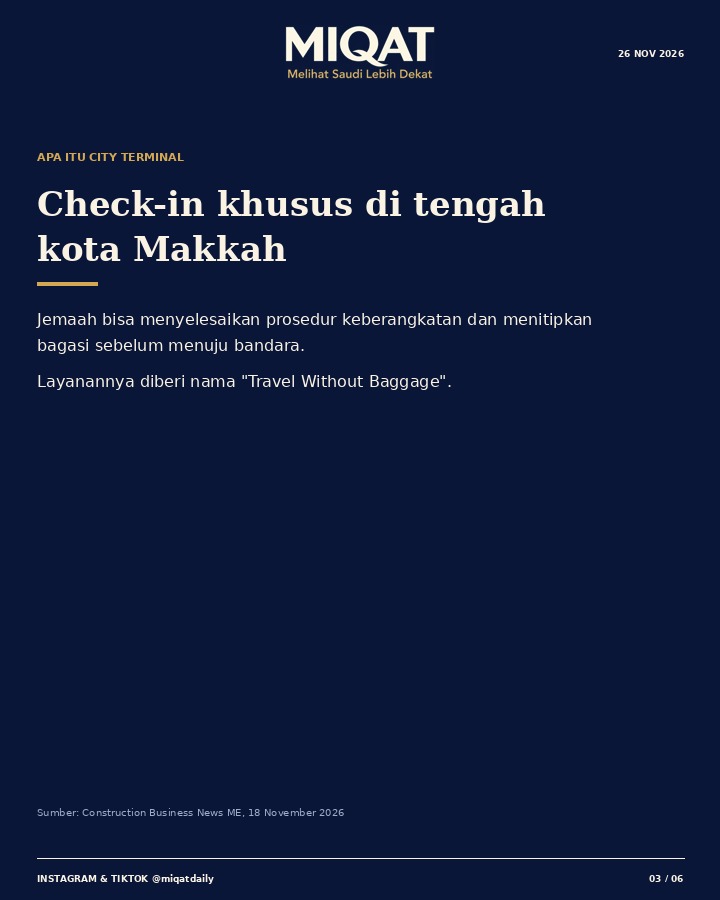 MIQAT
Melihat Saudi Lebih Dekat
26 NOV 2026
APA ITU CITY TERMINAL
Check-in khusus di tengah
kota Makkah
Jemaah bisa menyelesaikan prosedur keberangkatan dan menitipkan
bagasi sebelum menuju bandara.
Layanannya diberi nama "Travel Without Baggage".
Sumber: Construction Business News ME, 18 November 2026
INSTAGRAM & TIKTOK @miqatdaily
03 / 06